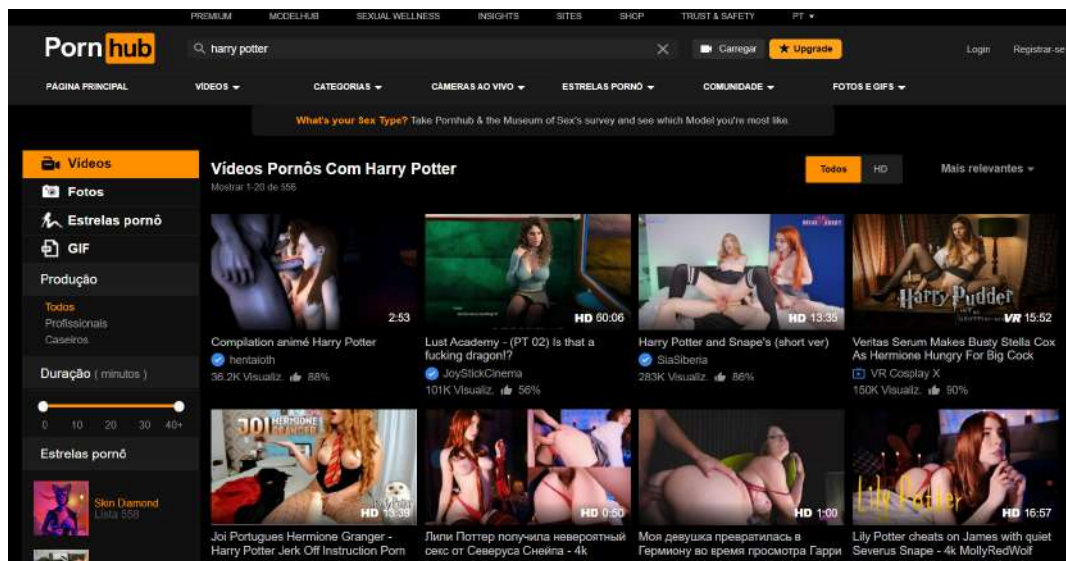 PREMIUM MODELHUB SEXUAL WELLNESS INSIGHTS SITES SHOP TRUST & SAFETY PT
Porn hub harry potter Carregar Upgrade Login Registrar-se
PÁGINA PRINCIPAL VÍDEOS CATEGORIAS CÂMERAS AO VIVO ESTRELAS PORNÔ COMUNIDADE FOTOS E GIFS
What's your Sex Type? Take Pornhub & the Museum of Sex's survey and see which Model you're most like.
Vídeos
Fotos
Estrelas pornô
GIF
Produção
Todos
Profissionais
Caseiros
Duração ( minutos )
0 10 20 30 40+
Estrelas pornô
Skin Diamond
Lista 558
Vídeos Pornôs Com Harry Potter
Mostrar 1-20 de 556
Todos HD Mais relevantes
2:53
Compilation animé Harry Potter
hentaioth
36.2K Visualiz. 88%
HD 60:06
Lust Academy - (PT 02) Is that a
fucking dragon!?
JoyStickCinema
101K Visualiz. 56%
HD 13:35
Harry Potter and Snape's (short ver)
SiaSiberia
283K Visualiz. 86%
Harry Pudder
VR 15:52
Veritas Serum Makes Busty Stella Cox
As Hermione Hungry For Big Cock
VR Cosplay X
150K Visualiz. 90%
JOI HERMIONE
GRANGER
HD 13:39
Joi Portugues Hermione Granger -
Harry Potter Jerk Off Instruction Porn
HD 0:50
Лили Поттер получила невероятный
секс от Северуса Снейпа - 4k
HD 1:00
Моя девушка превратилась в
Гермиону во время просмотра Гарри
Lily Potter
HD 16:57
Lily Potter cheats on James with quiet
Severus Snape - 4k MollyRedWolf